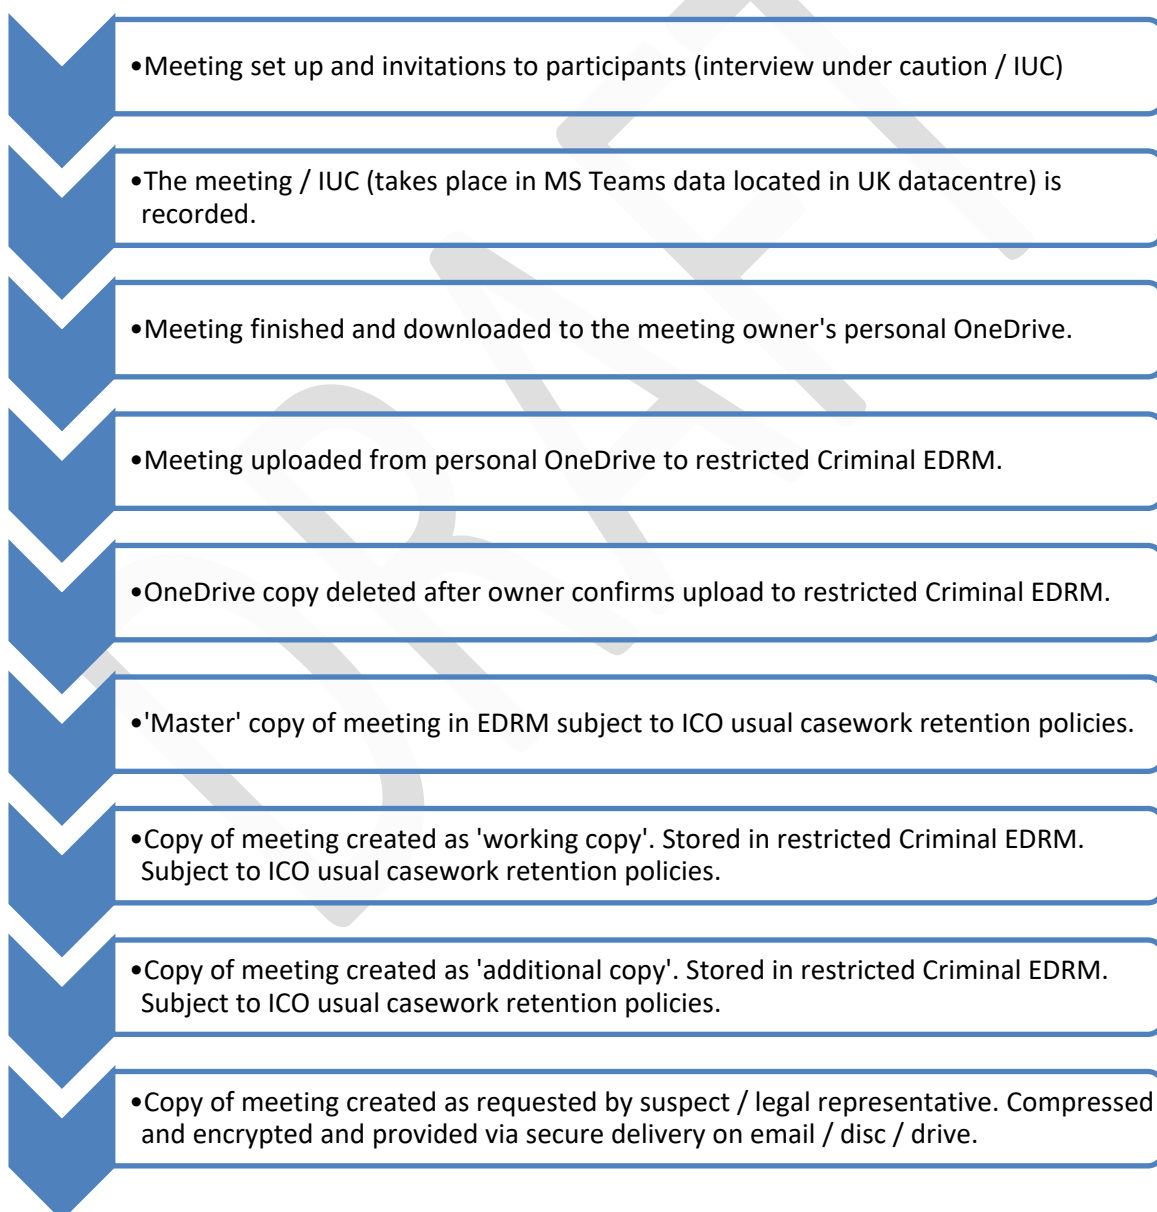 •Meeting set up and invitations to participants (interview under caution / IUC)
•The meeting / IUC (takes place in MS Teams data located in UK datacentre) is
recorded.
•Meeting finished and downloaded to the meeting owner's personal OneDrive.
•Meeting uploaded from personal OneDrive to restricted Criminal EDRM.
•OneDrive copy deleted after owner confirms upload to restricted Criminal EDRM.
•'Master' copy of meeting in EDRM subject to ICO usual casework retention policies.
•Copy of meeting created as 'working copy'. Stored in restricted Criminal EDRM.
Subject to ICO usual casework retention policies.
•Copy of meeting created as 'additional copy'. Stored in restricted Criminal EDRM.
Subject to ICO usual casework retention policies.
•Copy of meeting created as requested by suspect / legal representative. Compressed
and encrypted and provided via secure delivery on email / disc / drive.
DRAFT